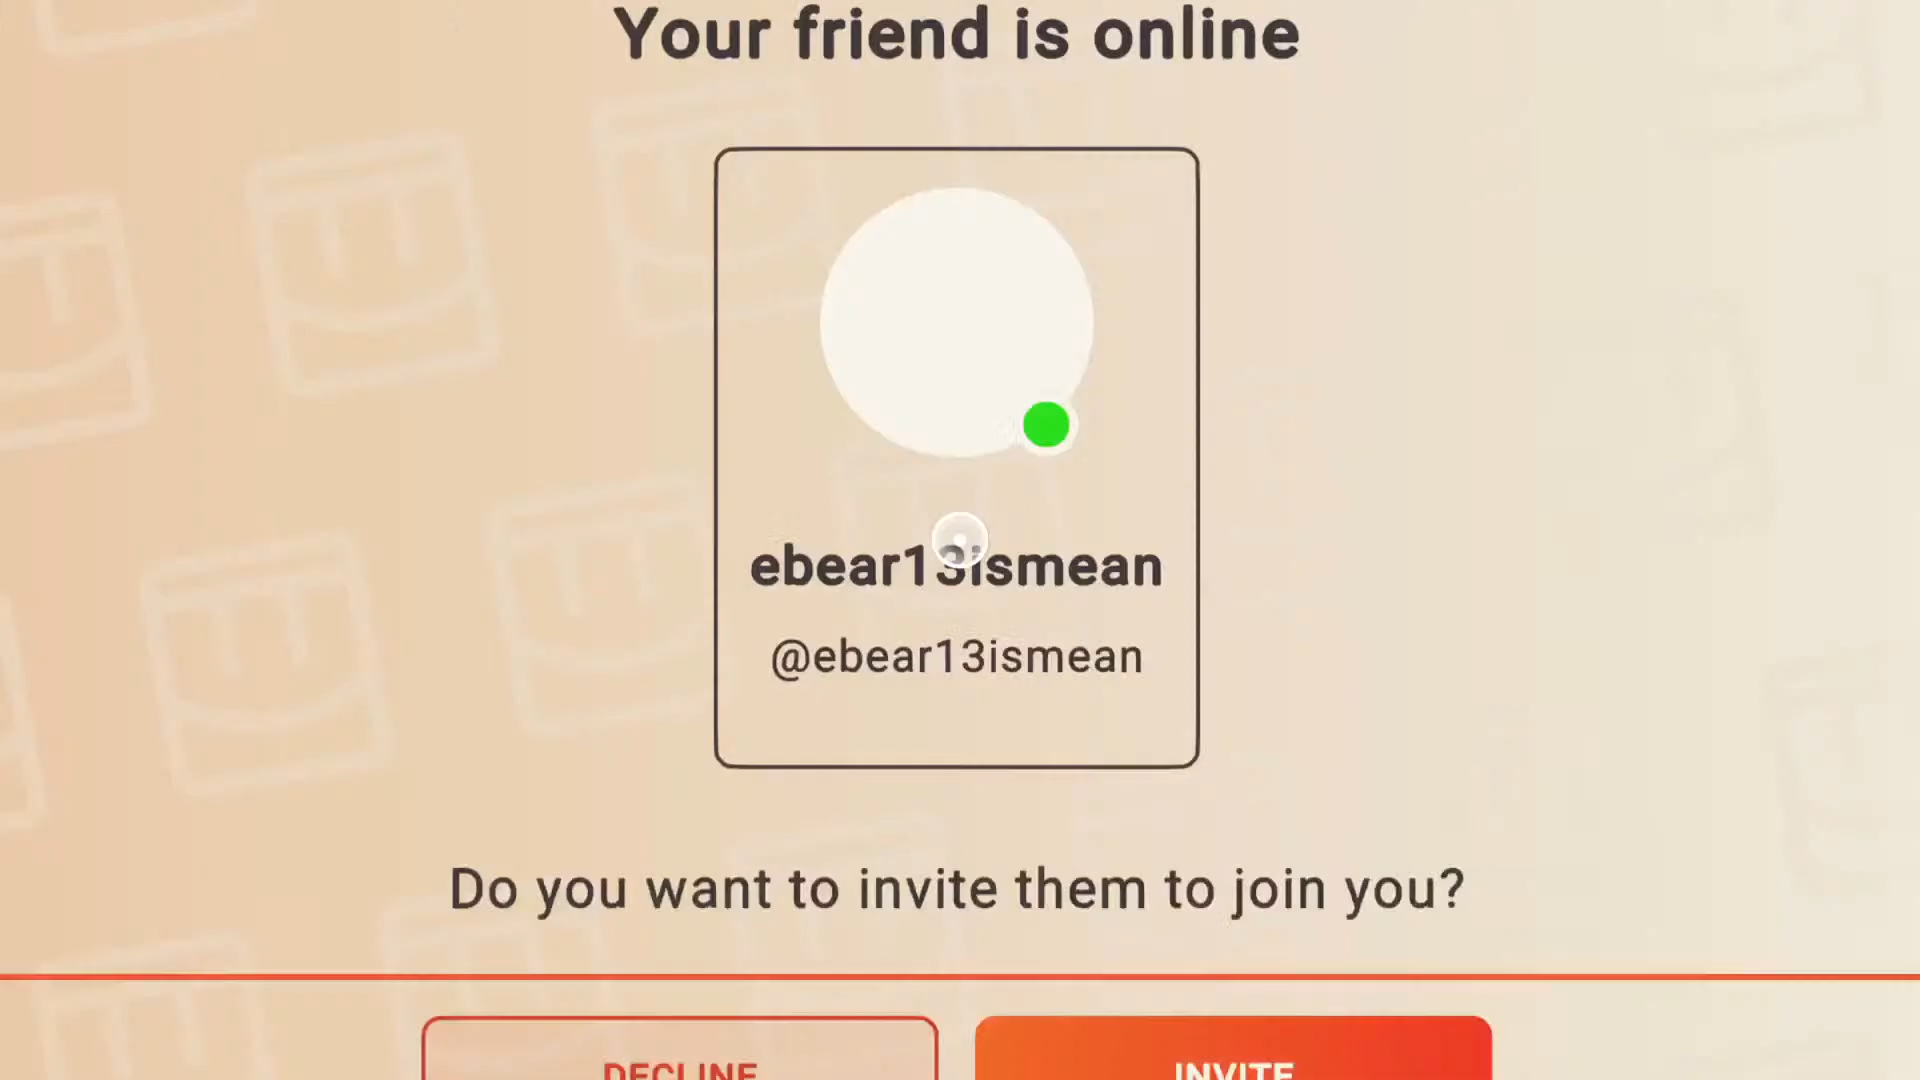 Your friend is online
ebear13ismean
@ebear13ismean
Do you want to invite them to join you?
DECLINE
INVITE